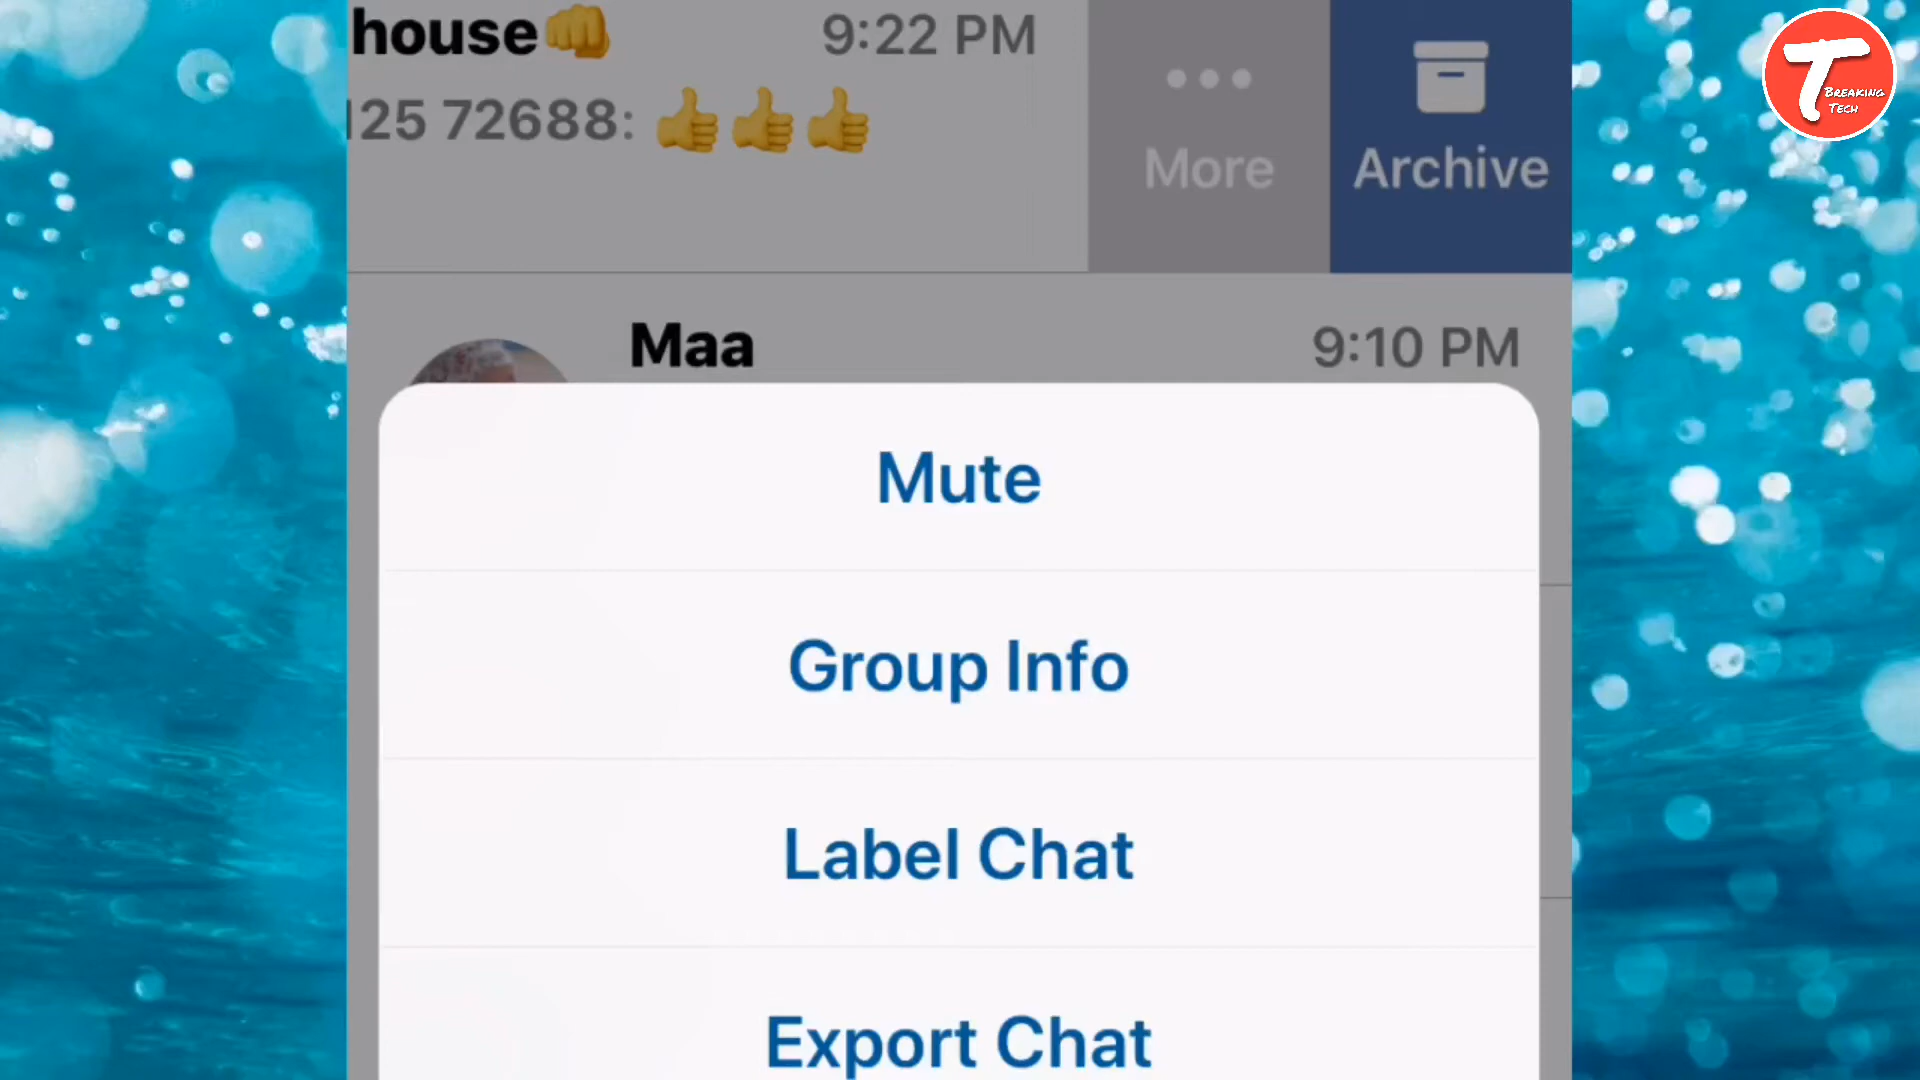 house👊 9:22 PM
125 72688: 👍👍👍
More
Archive
Maa 9:10 PM
Mute
Group Info
Label Chat
Export Chat
T BREAKING
TECH